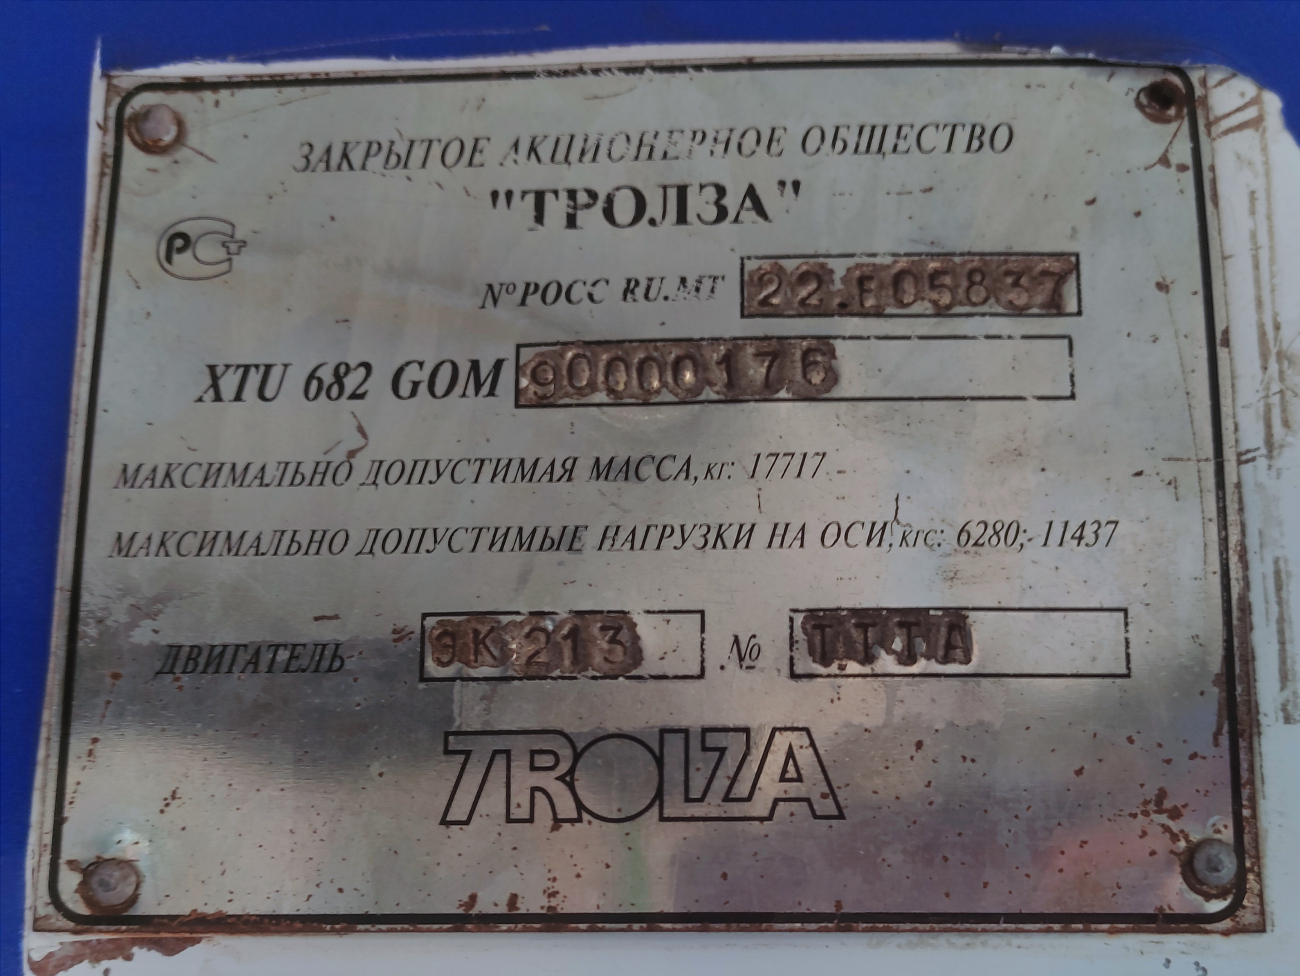 ЗАКРЫТОЕ АКЦИОНЕРНОЕ ОБЩЕСТВО
"ТРОЛЗА"
РСТ
№РОСС RU.МТ 22.Е05837
XTU 682 GOM 90000176
МАКСИМАЛЬНО ДОПУСТИМАЯ МАССА, кг: 17717
МАКСИМАЛЬНО ДОПУСТИМЫЕ НАГРУЗКИ НА ОСИ, кгс: 6280; 11437
ДВИГАТЕЛЬ ЭК 213 № ТТТА
TROLZA